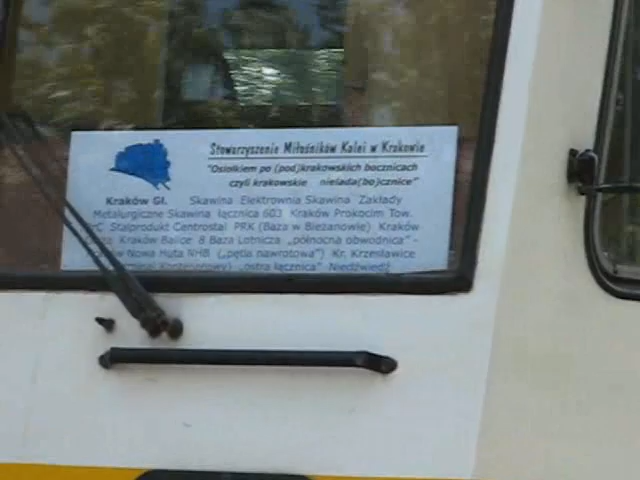 Stowarzyszenie Miłośników Kolei w Krakowie
"Osiołkiem po (pod)krakowskich bocznicach
czyli krakowskie nielada(bo)cznice"
Kraków Gł. Skawina Elektrownia Skawina Zakłady
Metalurgiczne Skawina łącznica 603 Kraków Prokocim Tow.
Stalprodukt Centrostal PRK (Baza w Bieżanowie) Kraków
Kraków Balice 8 Baza Lotnicza „północna obwodnica" -
Nowa Huta NHB („pętla nawrotowa") Kr. Krzesławice
Kontenerowy) „ostra łącznica" Niedźwiedź